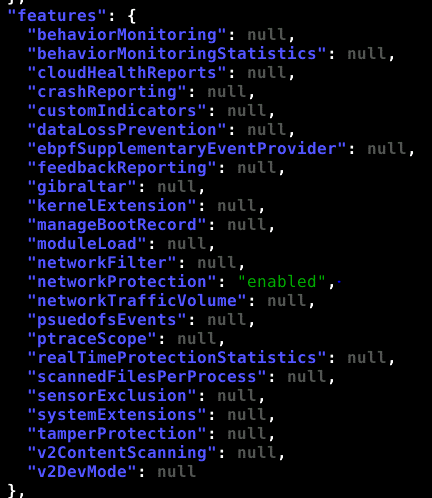 },
"features": {
"behaviorMonitoring": null,
"behaviorMonitoringStatistics": null,
"cloudHealthReports": null,
"crashReporting": null,
"customIndicators": null,
"dataLossPrevention": null,
"ebpfSupplementaryEventProvider": null,
"feedbackReporting": null,
"gibraltar": null,
"kernelExtension": null,
"manageBootRecord": null,
"moduleLoad": null,
"networkFilter": null,
"networkProtection": "enabled",
"networkTrafficVolume": null,
"psuedofsEvents": null,
"ptraceScope": null,
"realTimeProtectionStatistics": null,
"scannedFilesPerProcess": null,
"sensorExclusion": null,
"systemExtensions": null,
"tamperProtection": null,
"v2ContentScanning": null,
"v2DevMode": null
},